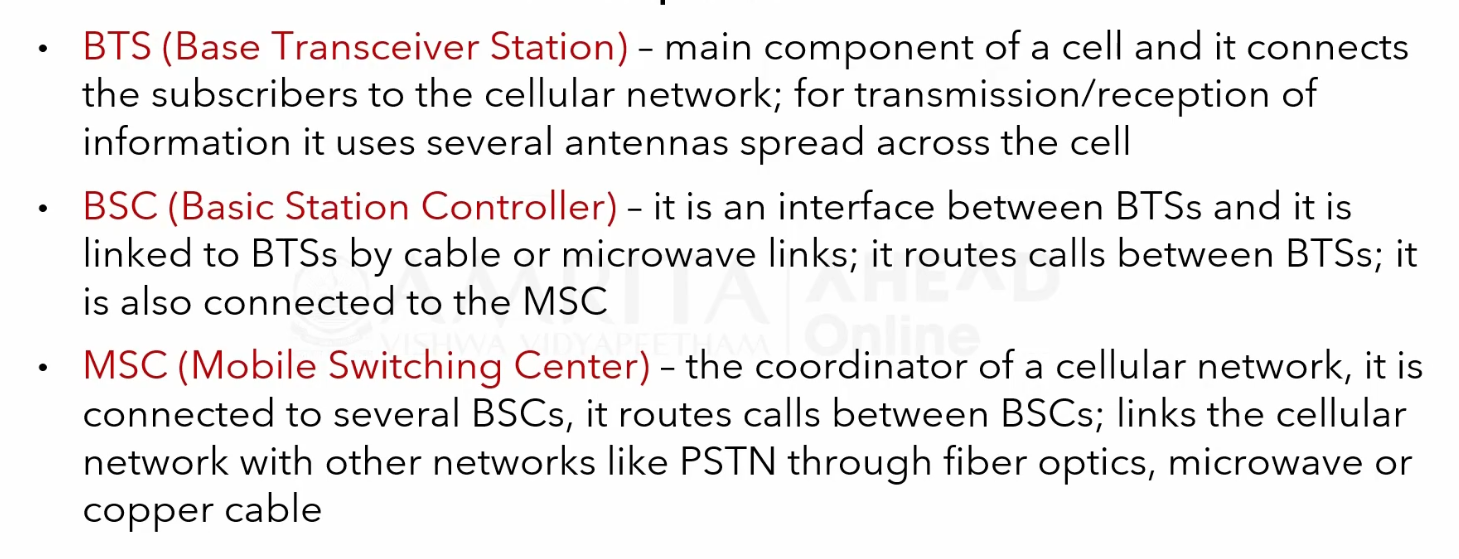 • BTS (Base Transceiver Station) – main component of a cell and it connects
the subscribers to the cellular network; for transmission/reception of
information it uses several antennas spread across the cell
• BSC (Basic Station Controller) – it is an interface between BTSs and it is
linked to BTSs by cable or microwave links; it routes calls between BTSs; it
is also connected to the MSC
AMRITA AHEAD
VISHWA VIDYAPEETHAM Online
• MSC (Mobile Switching Center) – the coordinator of a cellular network, it is
connected to several BSCs, it routes calls between BSCs; links the cellular
network with other networks like PSTN through fiber optics, microwave or
copper cable